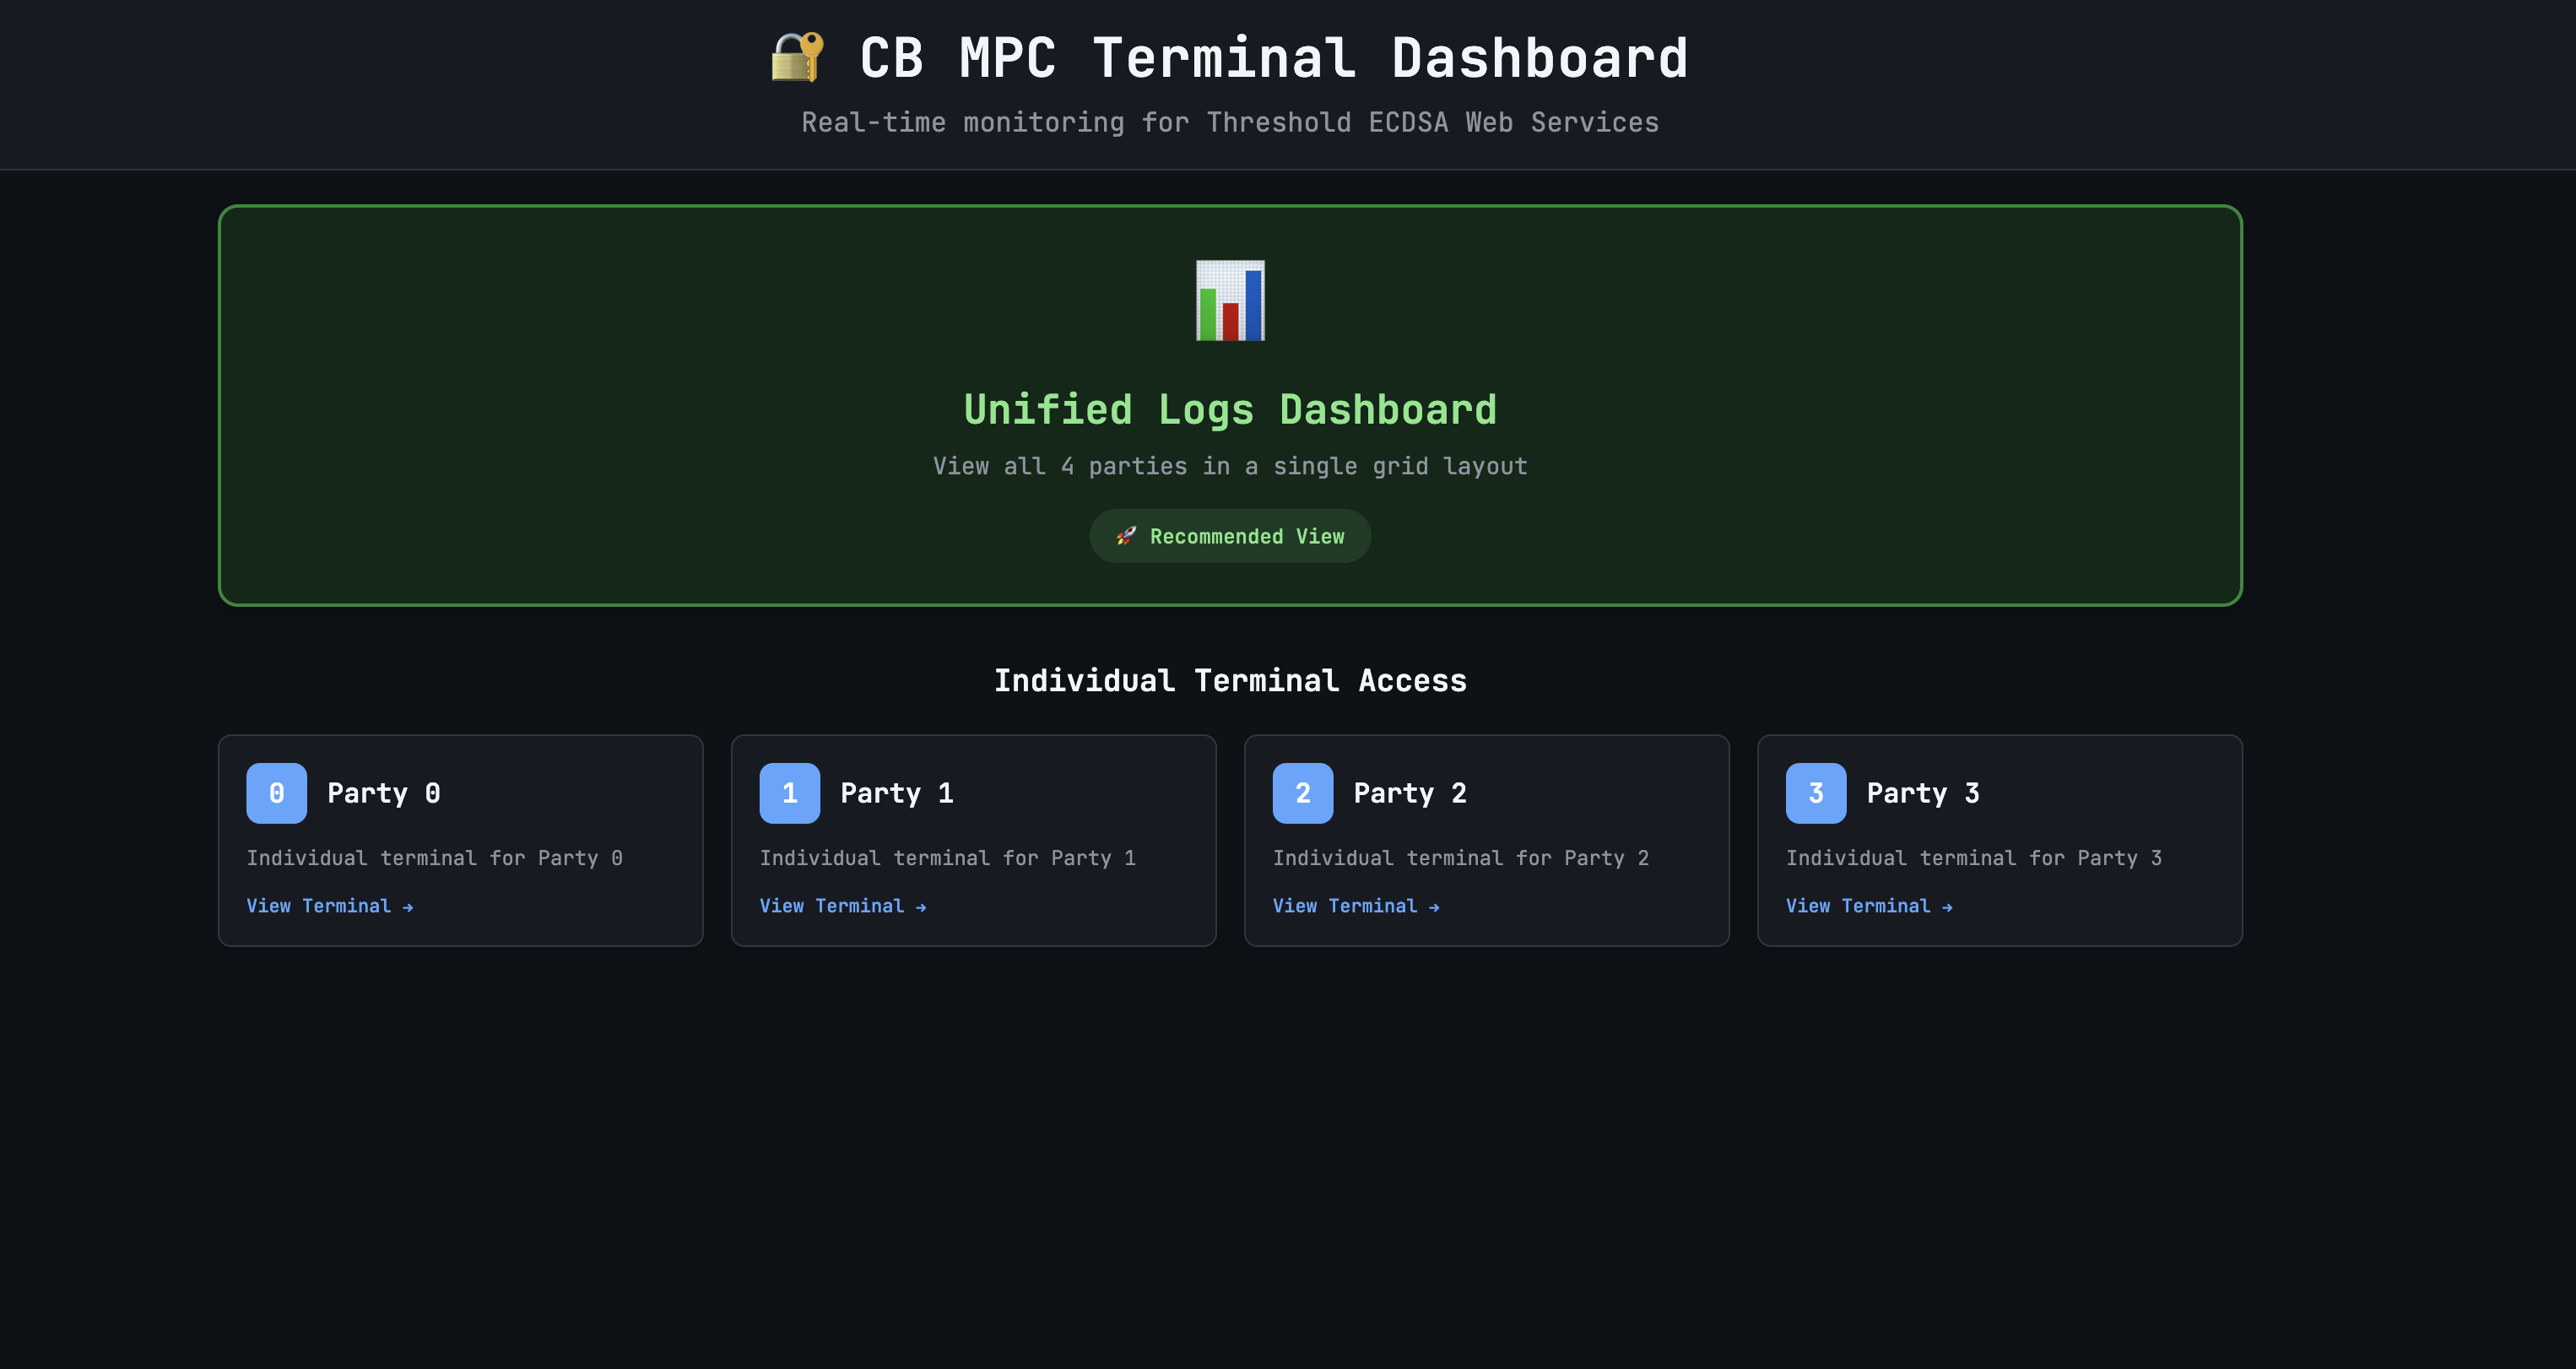 🔐 CB MPC Terminal Dashboard
Real-time monitoring for Threshold ECDSA Web Services
Unified Logs Dashboard
View all 4 parties in a single grid layout
🚀 Recommended View
Individual Terminal Access
0 Party 0
Individual terminal for Party 0
View Terminal →
1 Party 1
Individual terminal for Party 1
View Terminal →
2 Party 2
Individual terminal for Party 2
View Terminal →
3 Party 3
Individual terminal for Party 3
View Terminal →